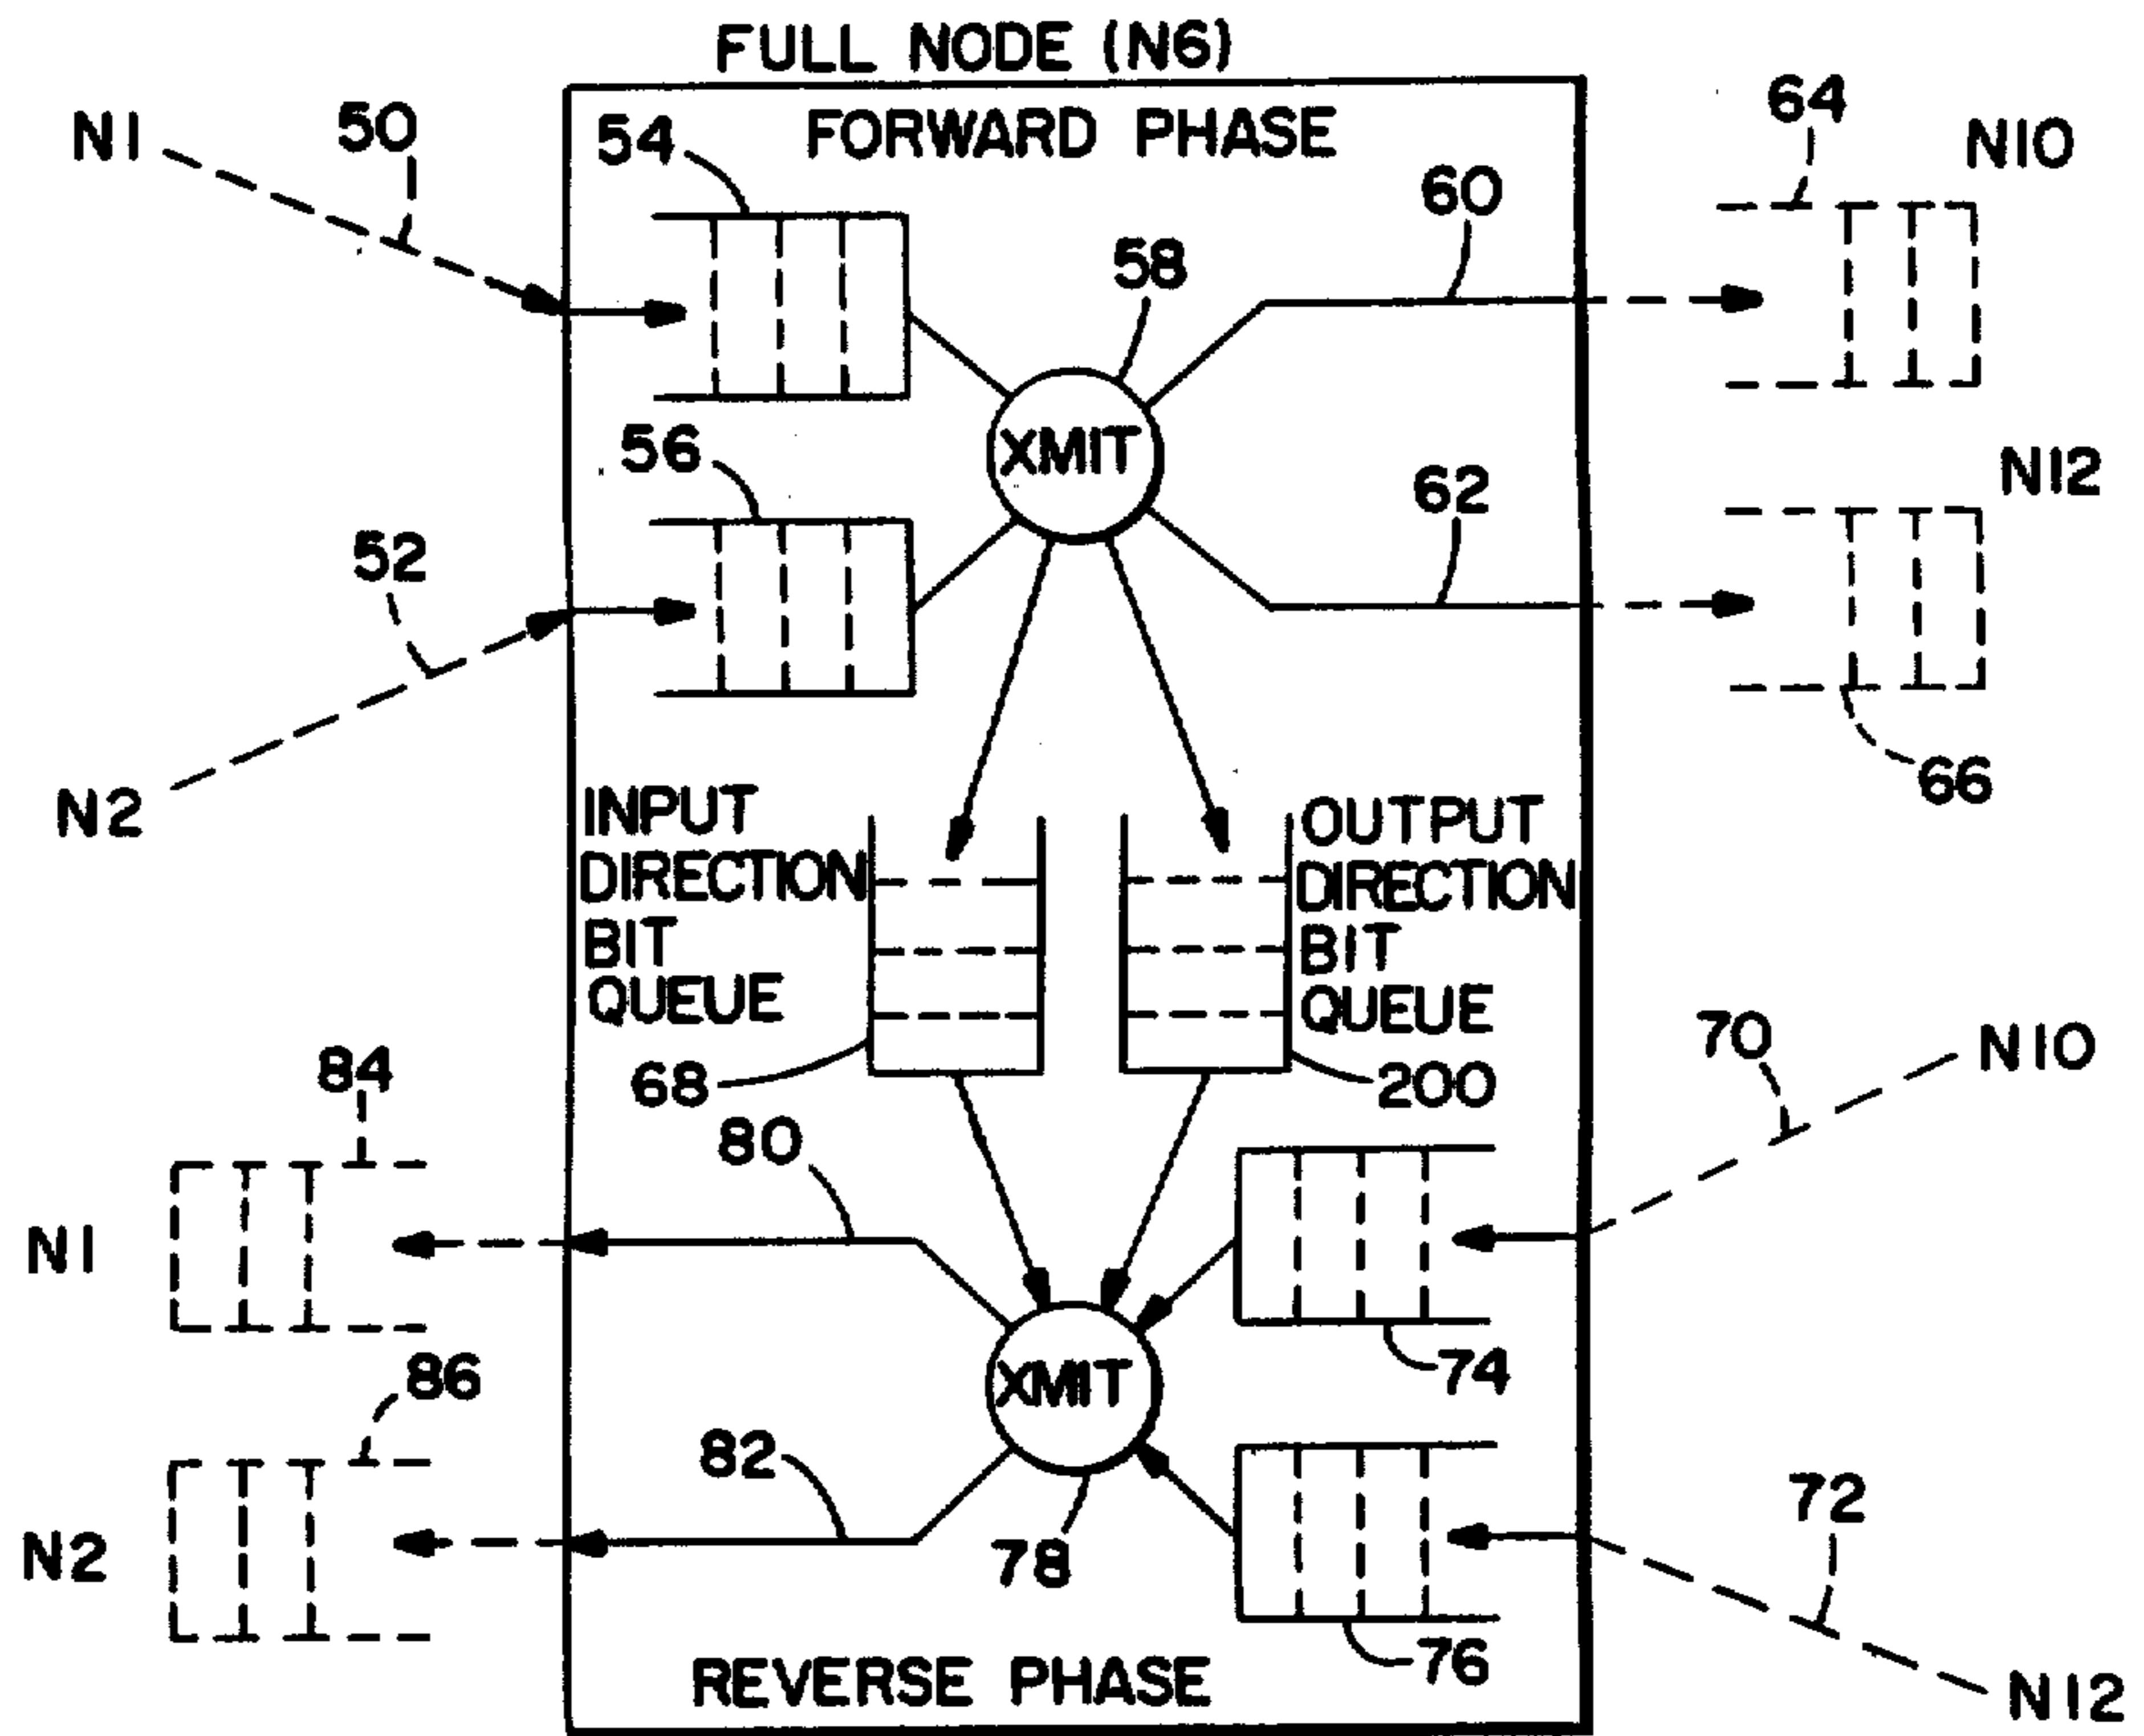 FULL NODE (N6)
FORWARD PHASE
N1
50
54
64
N10
60
58
XMIT
56
62
N12
52
66
N2
INPUT
DIRECTION
BIT
QUEUE
OUTPUT
DIRECTION
BIT
QUEUE
68
200
70
N10
84
80
N1
74
86
XMIT
82
78
72
N2
76
REVERSE PHASE
N12